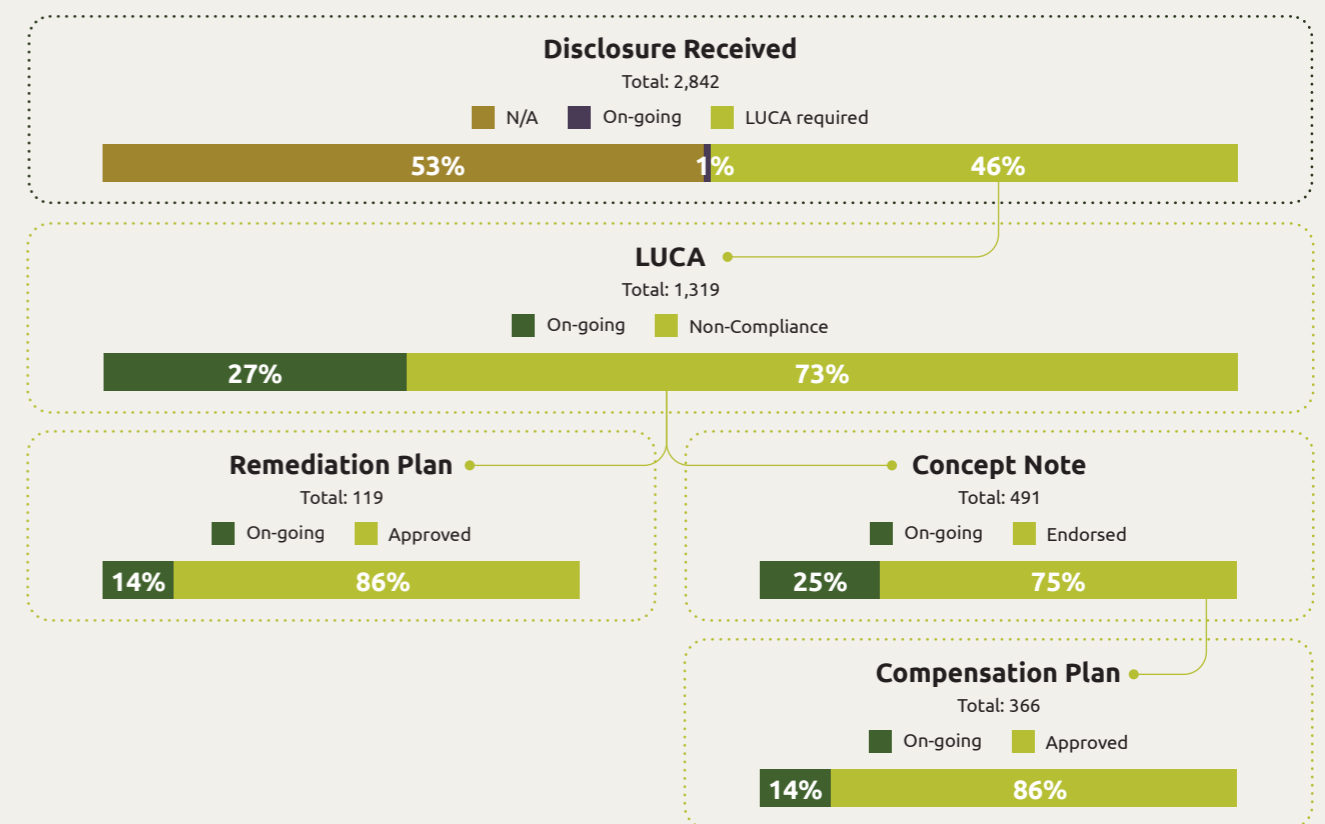 Disclosure Received
Total: 2,842
N/A On-going LUCA required
53% 1% 46%
LUCA
Total: 1,319
On-going Non-Compliance
27% 73%
Remediation Plan
Total: 119
On-going Approved
14% 86%
Concept Note
Total: 491
On-going Endorsed
25% 75%
Compensation Plan
Total: 366
On-going Approved
14% 86%